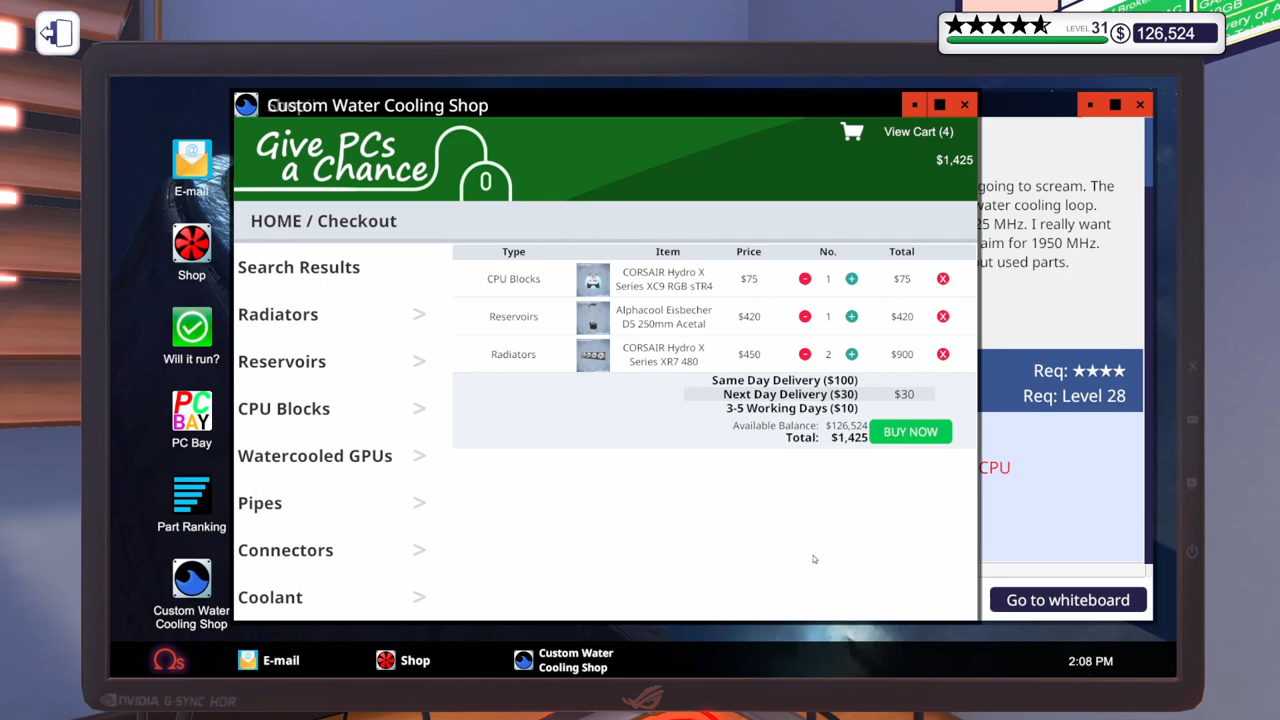 LEVEL 31 $ 126,524
Custom Water Cooling Shop
Give PCs
a Chance
View Cart (4)
$1,425
HOME / Checkout
Search Results
Radiators >
Reservoirs >
CPU Blocks >
Watercooled GPUs >
Pipes >
Connectors >
Coolant >
Type Item Price No. Total
CPU Blocks CORSAIR Hydro X
Series XC9 RGB sTR4 $75 - 1 + $75 X
Reservoirs Alphacool Eisbecher
D5 250mm Acetal $420 - 1 + $420 X
Radiators CORSAIR Hydro X
Series XR7 480 $450 - 2 + $900 X
Same Day Delivery ($100)
Next Day Delivery ($30) $30
3-5 Working Days ($10)
Available Balance: $126,524
Total: $1,425
BUY NOW
going to scream. The
water cooling loop.
25 MHz. I really want
aim for 1950 MHz.
out used parts.
Req: ★★★★
Req: Level 28
CPU
Go to whiteboard
E-mail
Shop
Will it run?
PC
BAY
PC Bay
Part Ranking
Custom Water
Cooling Shop
Ωs
E-mail
Shop
Custom Water
Cooling Shop
2:08 PM
NVIDIA G-SYNC HDR